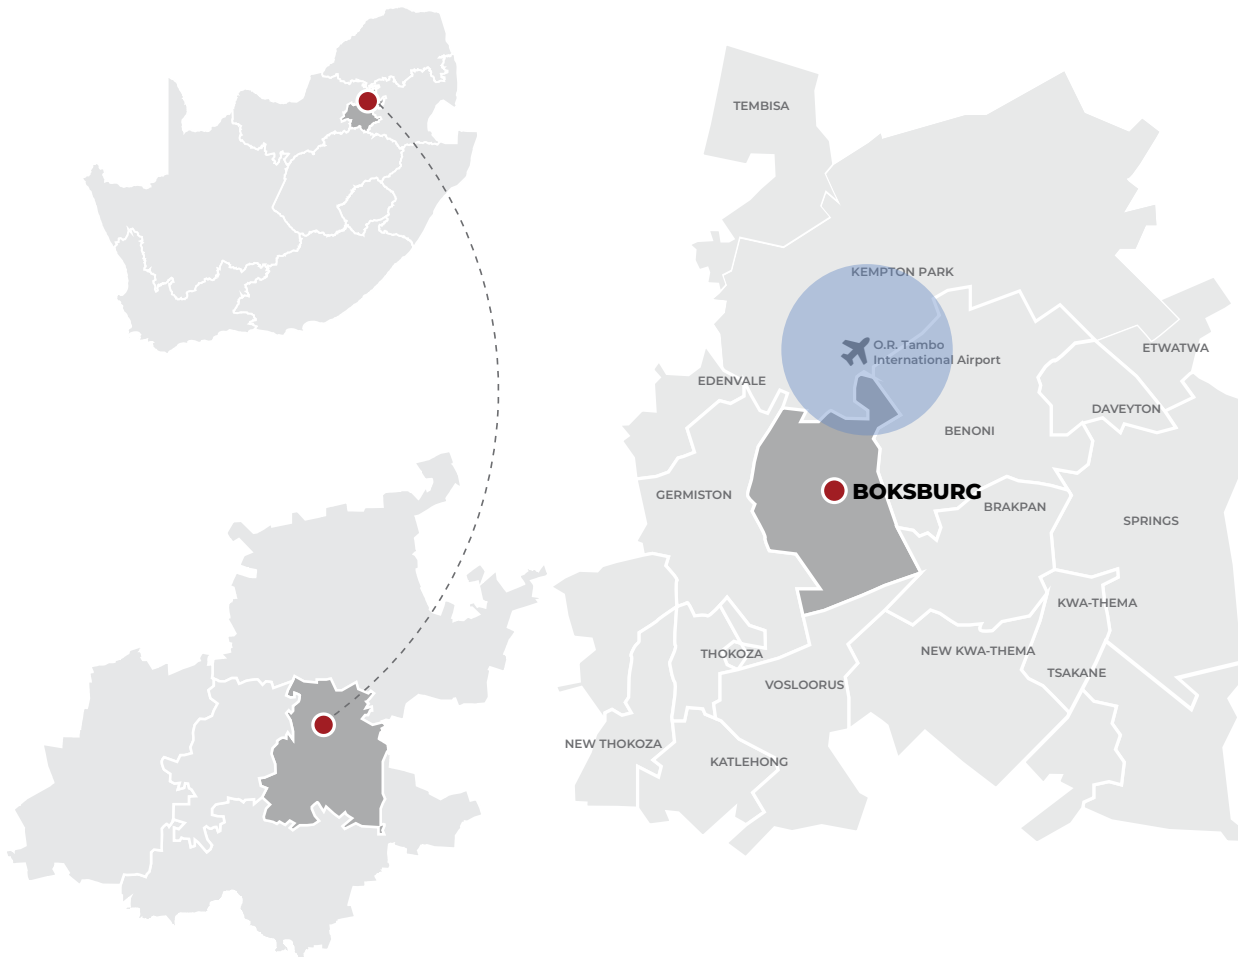 TEMBISA
KEMPTON PARK
O.R. Tambo
International Airport
ETWATWA
EDENVALE
DAVEYTON
BENONI
GERMISTON
BOKSBURG
BRAKPAN
SPRINGS
KWA-THEMA
THOKOZA
NEW KWA-THEMA
TSAKANE
VOSLOORUS
NEW THOKOZA
KATLEHONG